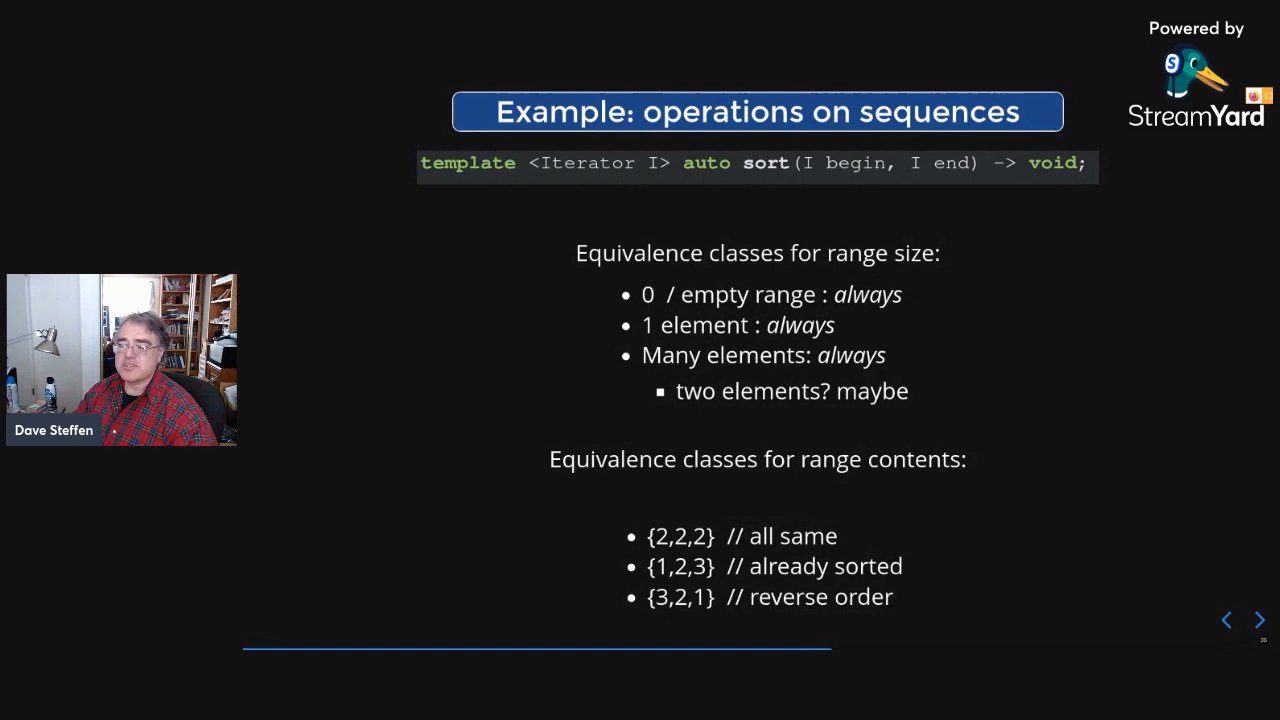 Powered by
StreamYard
Example: operations on sequences
template <Iterator I> auto sort(I begin, I end) -> void;
Equivalence classes for range size:
• 0 / empty range : always
• 1 element : always
• Many elements: always
▪ two elements? maybe
Dave Steffen
Equivalence classes for range contents:
• {2,2,2} // all same
• {1,2,3} // already sorted
• {3,2,1} // reverse order
36